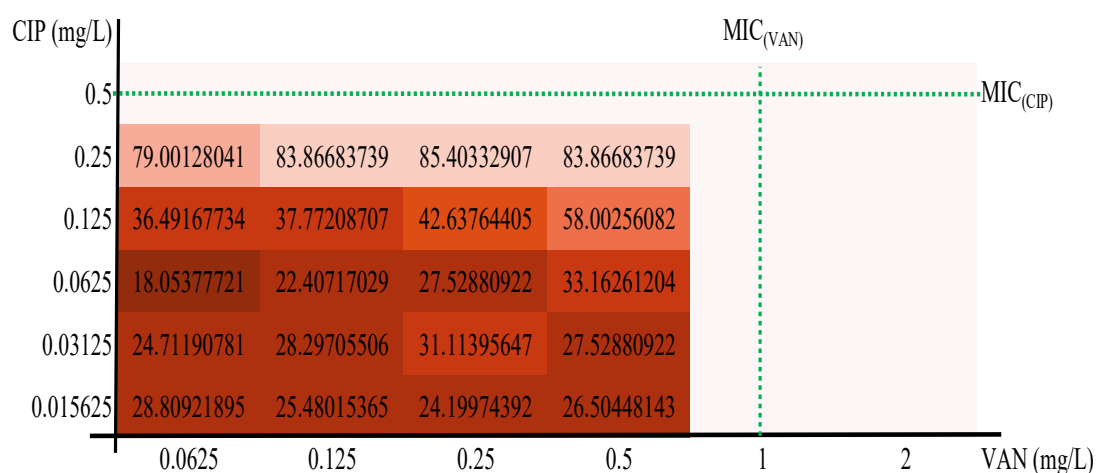 CIP (mg/L)
MIC(VAN)
0.5
MIC(CIP)
0.25 79.00128041 83.86683739 85.40332907 83.86683739
0.125 36.49167734 37.77208707 42.63764405 58.00256082
0.0625 18.05377721 22.40717029 27.52880922 33.16261204
0.03125 24.71190781 28.29705506 31.11395647 27.52880922
0.015625 28.80921895 25.48015365 24.19974392 26.50448143
0.0625 0.125 0.25 0.5 1 2 VAN (mg/L)